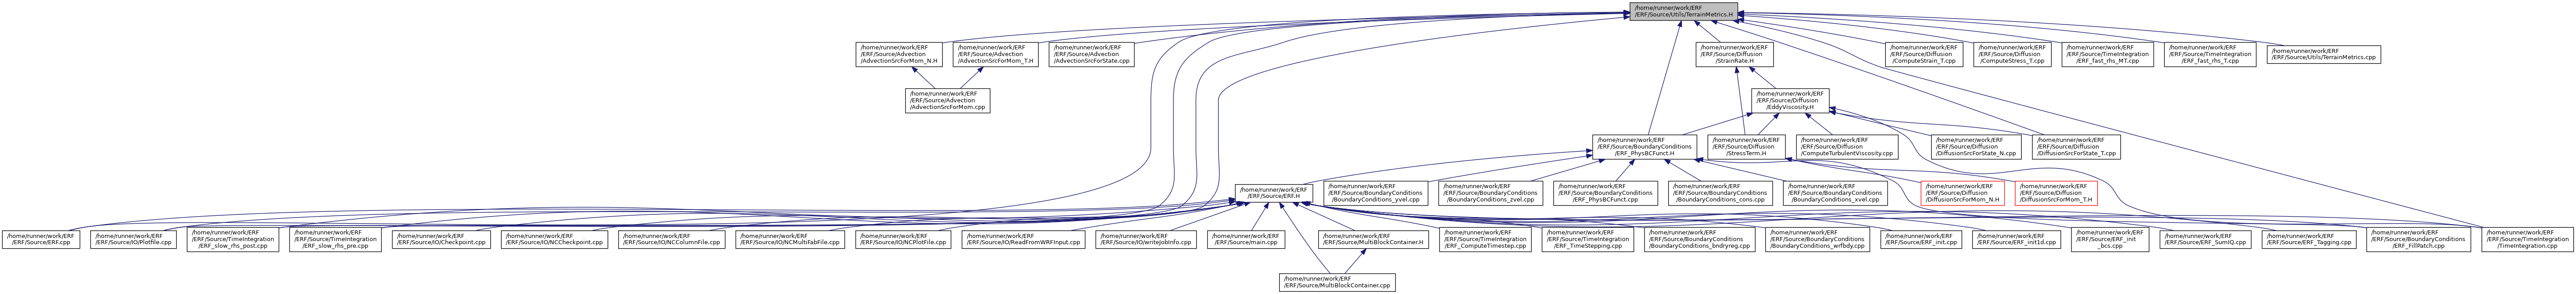 /home/runner/work/ERF
/ERF/Source/Utils/TerrainMetrics.H
/home/runner/work/ERF
/ERF/Source/Advection
/AdvectionSrcForMom_N.H
/home/runner/work/ERF
/ERF/Source/Advection
/AdvectionSrcForMom_T.H
/home/runner/work/ERF
/ERF/Source/Advection
/AdvectionSrcForState.cpp
/home/runner/work/ERF
/ERF/Source/Diffusion
/StrainRate.H
/home/runner/work/ERF
/ERF/Source/Diffusion
/ComputeStrain_T.cpp
/home/runner/work/ERF
/ERF/Source/Diffusion
/ComputeStress_T.cpp
/home/runner/work/ERF
/ERF/Source/TimeIntegration
/ERF_fast_rhs_MT.cpp
/home/runner/work/ERF
/ERF/Source/TimeIntegration
/ERF_fast_rhs_T.cpp
/home/runner/work/ERF
/ERF/Source/Utils/TerrainMetrics.cpp
/home/runner/work/ERF
/ERF/Source/Advection
/AdvectionSrcForMom.cpp
/home/runner/work/ERF
/ERF/Source/Diffusion
/EddyViscosity.H
/home/runner/work/ERF
/ERF/Source/BoundaryConditions
/ERF_PhysBCFunct.H
/home/runner/work/ERF
/ERF/Source/Diffusion
/StressTerm.H
/home/runner/work/ERF
/ERF/Source/Diffusion
/ComputeTurbulentViscosity.cpp
/home/runner/work/ERF
/ERF/Source/Diffusion
/DiffusionSrcForState_N.cpp
/home/runner/work/ERF
/ERF/Source/Diffusion
/DiffusionSrcForState_T.cpp
/home/runner/work/ERF
/ERF/Source/ERF.H
/home/runner/work/ERF
/ERF/Source/BoundaryConditions
/BoundaryConditions_yvel.cpp
/home/runner/work/ERF
/ERF/Source/BoundaryConditions
/BoundaryConditions_zvel.cpp
/home/runner/work/ERF
/ERF/Source/BoundaryConditions
/ERF_PhysBCFunct.cpp
/home/runner/work/ERF
/ERF/Source/BoundaryConditions
/BoundaryConditions_cons.cpp
/home/runner/work/ERF
/ERF/Source/BoundaryConditions
/BoundaryConditions_xvel.cpp
/home/runner/work/ERF
/ERF/Source/Diffusion
/DiffusionSrcForMom_N.H
/home/runner/work/ERF
/ERF/Source/Diffusion
/DiffusionSrcForMom_T.H
/home/runner/work/ERF
/ERF/Source/ERF.cpp
/home/runner/work/ERF
/ERF/Source/IO/Plotfile.cpp
/home/runner/work/ERF
/ERF/Source/TimeIntegration
/ERF_slow_rhs_post.cpp
/home/runner/work/ERF
/ERF/Source/TimeIntegration
/ERF_slow_rhs_pre.cpp
/home/runner/work/ERF
/ERF/Source/IO/Checkpoint.cpp
/home/runner/work/ERF
/ERF/Source/IO/NCCheckpoint.cpp
/home/runner/work/ERF
/ERF/Source/IO/NCColumnFile.cpp
/home/runner/work/ERF
/ERF/Source/IO/NCMultiFabFile.cpp
/home/runner/work/ERF
/ERF/Source/IO/NCPlotFile.cpp
/home/runner/work/ERF
/ERF/Source/IO/ReadFromWRFInput.cpp
/home/runner/work/ERF
/ERF/Source/IO/writeJobInfo.cpp
/home/runner/work/ERF
/ERF/Source/main.cpp
/home/runner/work/ERF
/ERF/Source/MultiBlockContainer.H
/home/runner/work/ERF
/ERF/Source/TimeIntegration
/ERF_ComputeTimestep.cpp
/home/runner/work/ERF
/ERF/Source/TimeIntegration
/ERF_TimeStepping.cpp
/home/runner/work/ERF
/ERF/Source/BoundaryConditions
/BoundaryConditions_bndryreg.cpp
/home/runner/work/ERF
/ERF/Source/BoundaryConditions
/BoundaryConditions_wrfbdy.cpp
/home/runner/work/ERF
/ERF/Source/ERF_init.cpp
/home/runner/work/ERF
/ERF/Source/ERF_init1d.cpp
/home/runner/work/ERF
/ERF/Source/ERF_init
_bcs.cpp
/home/runner/work/ERF
/ERF/Source/ERF_SumIQ.cpp
/home/runner/work/ERF
/ERF/Source/ERF_Tagging.cpp
/home/runner/work/ERF
/ERF/Source/BoundaryConditions
/ERF_FillPatch.cpp
/home/runner/work/ERF
/ERF/Source/TimeIntegration
/TimeIntegration.cpp
/home/runner/work/ERF
/ERF/Source/MultiBlockContainer.cpp